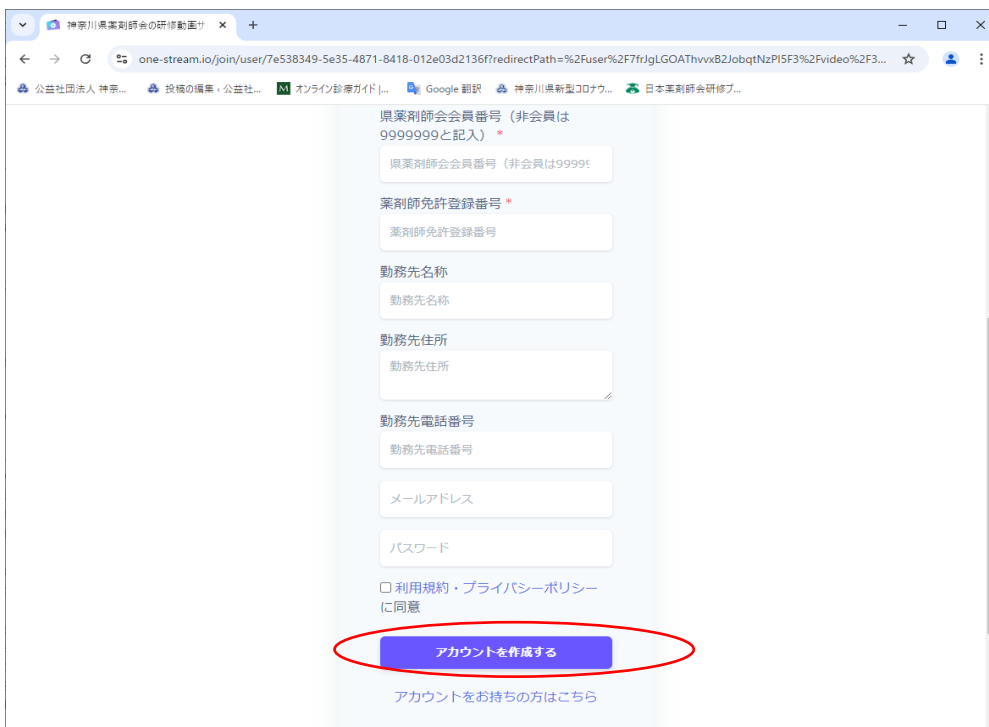 神奈川県薬剤師会の研修動画サ
one-stream.io/join/user/7e538349-5e35-4871-8418-012e03d2136f?redirectPath=%2Fuser%2F7frJgLGOAThvvxB2JobqtNzPI5F3%2Fvideo%2F3...
公益社団法人 神奈... 投稿の編集 ‹ 公益社... オンライン診療ガイド |... Google 翻訳 神奈川県新型コロナウ... 日本薬剤師会研修プ...
県薬剤師会会員番号（非会員は
9999999と記入） *
県薬剤師会会員番号（非会員は99999
薬剤師免許登録番号 *
薬剤師免許登録番号
勤務先名称
勤務先名称
勤務先住所
勤務先住所
勤務先電話番号
勤務先電話番号
メールアドレス
パスワード
利用規約・プライバシーポリシー
に同意
アカウントを作成する
アカウントをお持ちの方はこちら